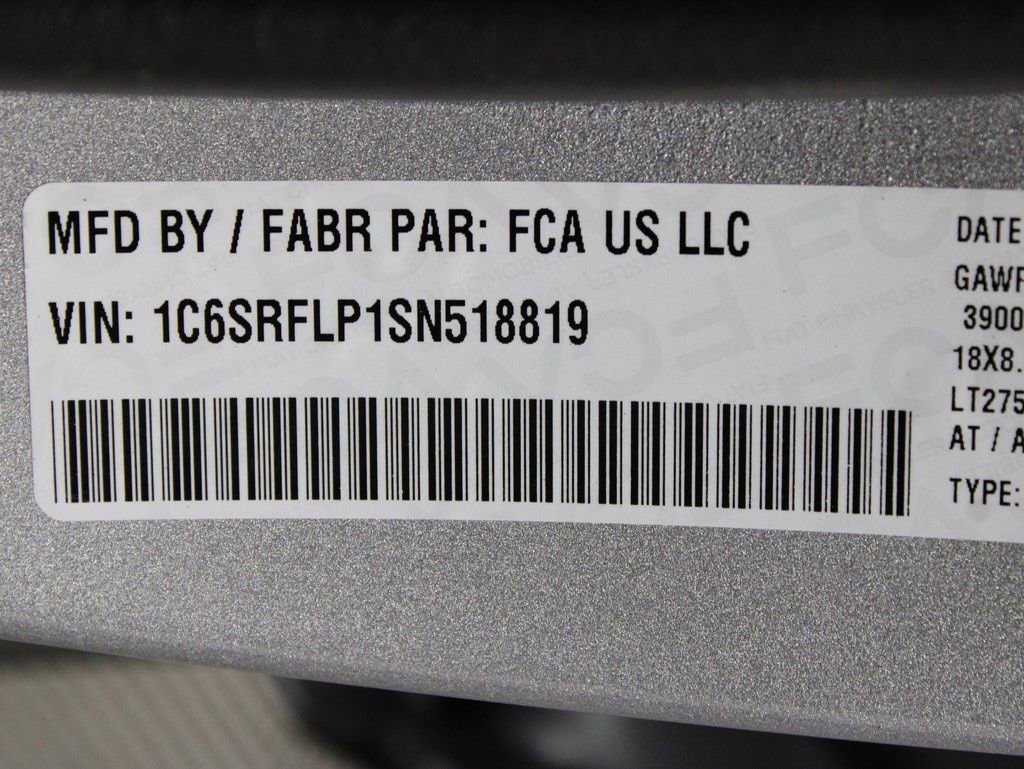 MFD BY / FABR PAR: FCA US LLC
VIN: 1C6SRFLP1SN518819
DATE
GAWR
3900
18X8.
LT275
AT / A
TYPE: